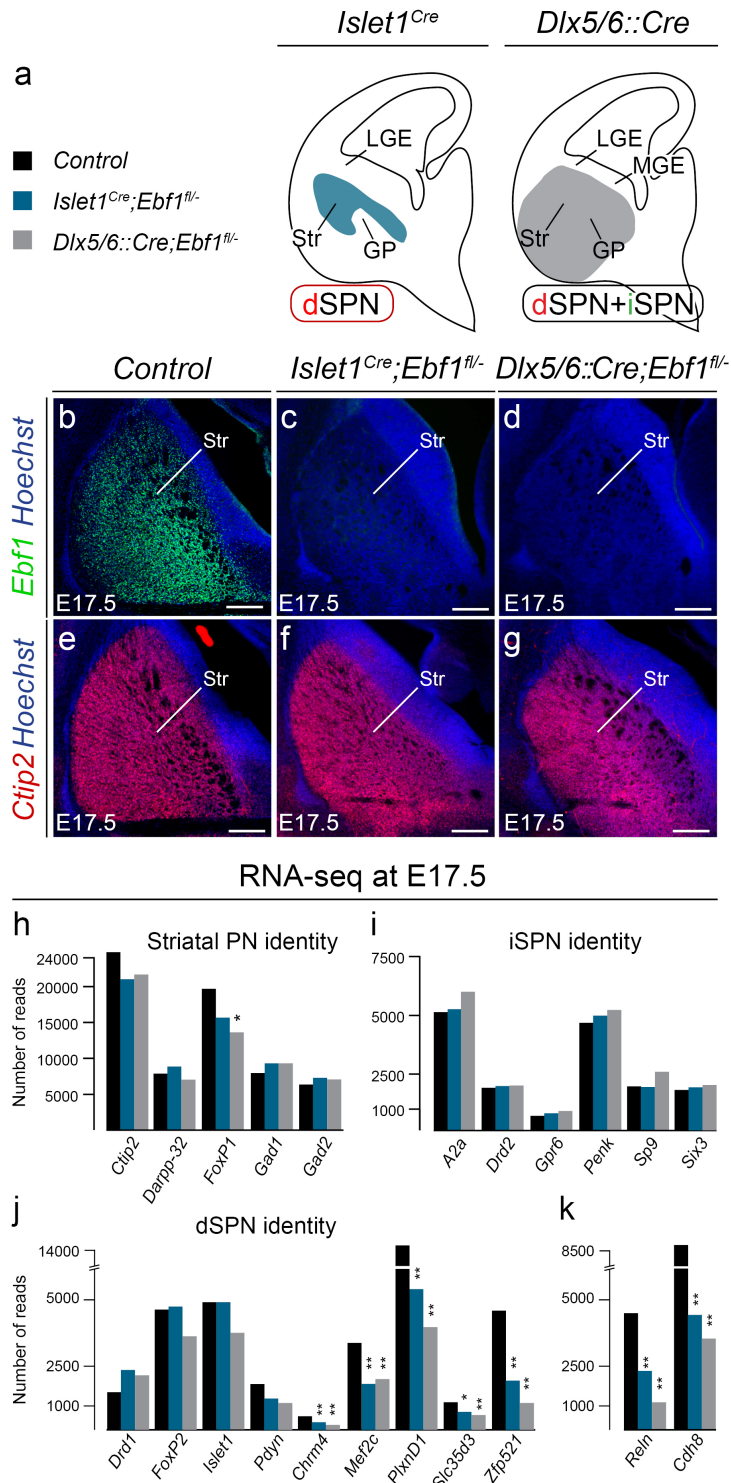 Islet1Cre Dlx5/6::Cre
a
Control
Islet1Cre;Ebf1fl/-
Dlx5/6::Cre;Ebf1fl/-
LGE
Str
GP
dSPN
LGE
MGE
Str
GP
dSPN+iSPN
Control Islet1Cre;Ebf1fl/- Dlx5/6::Cre;Ebf1fl/-
Ebf1 Hoechst
b
Str
E17.5
c
Str
E17.5
d
Str
E17.5
Ctip2 Hoechst
e
Str
E17.5
f
Str
E17.5
g
Str
E17.5
RNA-seq at E17.5
h
Striatal PN identity
Number of reads
24000
20000
15000
10000
5000
*
Ctip2 Darpp-32 FoxP1 Gad1 Gad2
i
iSPN identity
7500
5000
2500
1000
A2a Drd2 Gpr6 Penk Sp9 Six3
j
dSPN identity
Number of reads
14000
5000
2500
1000
** ** ** ** ** ** * ** ** **
Drd1 FoxP2 Islet1 Pdyn Chrm4 Mef2c PlxnD1 Slc35d3 Zfp521
k
8500
5000
2500
1000
** ** ** **
Reln Cdh8